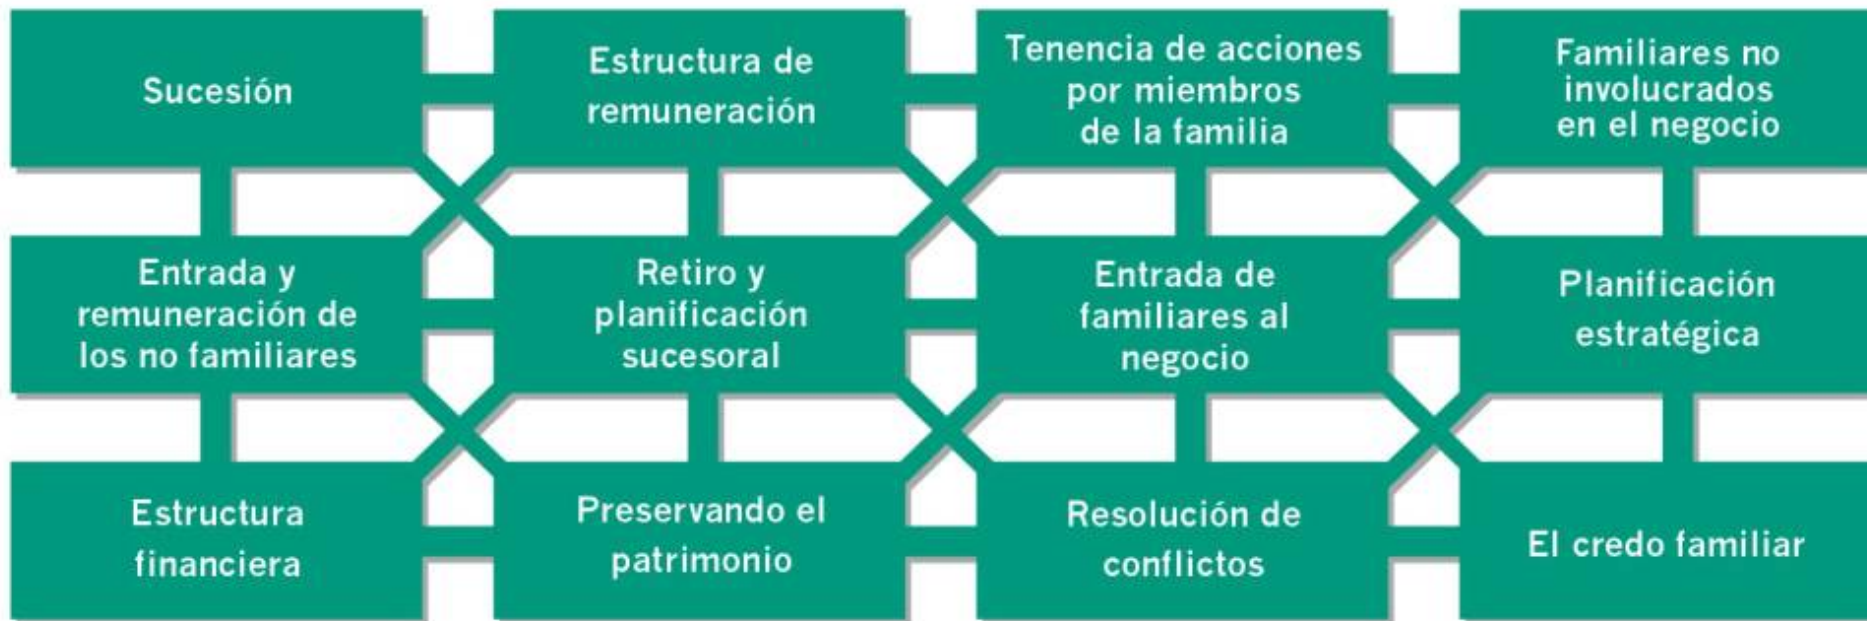 Sucesión
Estructura de
remuneración
Tenencia de acciones
por miembros
de la familia
Familiares no
involucrados
en el negocio
Entrada y
remuneración de
los no familiares
Retiro y
planificación
sucesoral
Entrada de
familiares al
negocio
Planificación
estratégica
Estructura
financiera
Preservando el
patrimonio
Resolución de
conflictos
El credo familiar